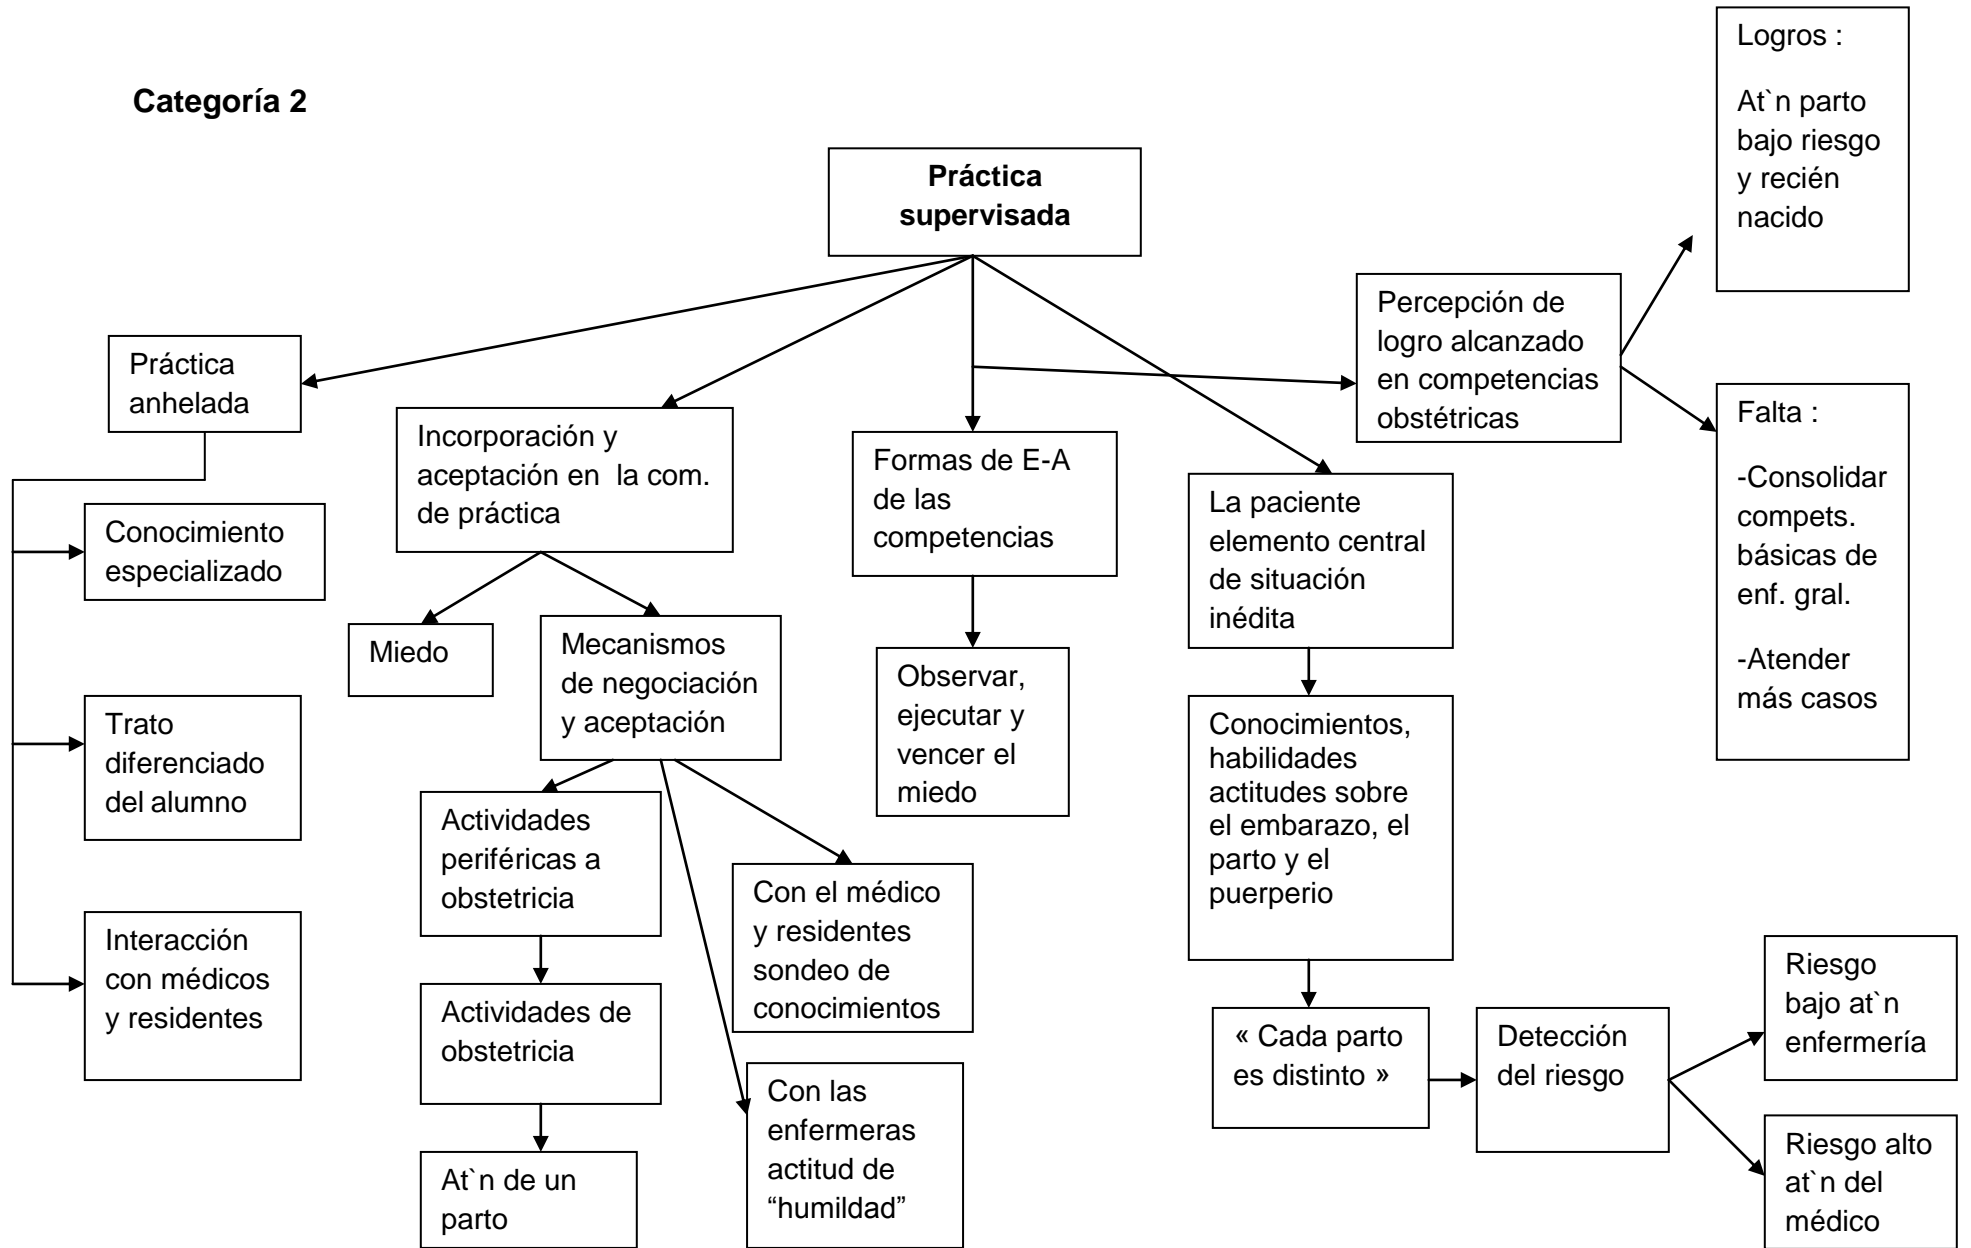 Categoría 2
Práctica
supervisada
Logros :
At`n parto
bajo riesgo
y recién
nacido
Percepción de
logro alcanzado
en competencias
obstétricas
Falta :
-Consolidar
compets.
básicas de
enf. gral.
-Atender
más casos
Práctica
anhelada
Conocimiento
especializado
Trato
diferenciado
del alumno
Interacción
con médicos
y residentes
Incorporación y
aceptación en  la com.
de práctica
Miedo
Mecanismos
de negociación
y aceptación
Actividades
periféricas a
obstetricia
Actividades de
obstetricia
At`n de un
parto
Con el médico
y residentes
sondeo de
conocimientos
Con las
enfermeras
actitud de
“humildad”
Formas de E-A
de las
competencias
Observar,
ejecutar y
vencer el
miedo
La paciente
elemento central
de situación
inédita
Conocimientos,
habilidades
actitudes sobre
el embarazo, el
parto y el
puerperio
« Cada parto
es distinto »
Detección
del riesgo
Riesgo
bajo at`n
enfermería
Riesgo alto
at`n del
médico